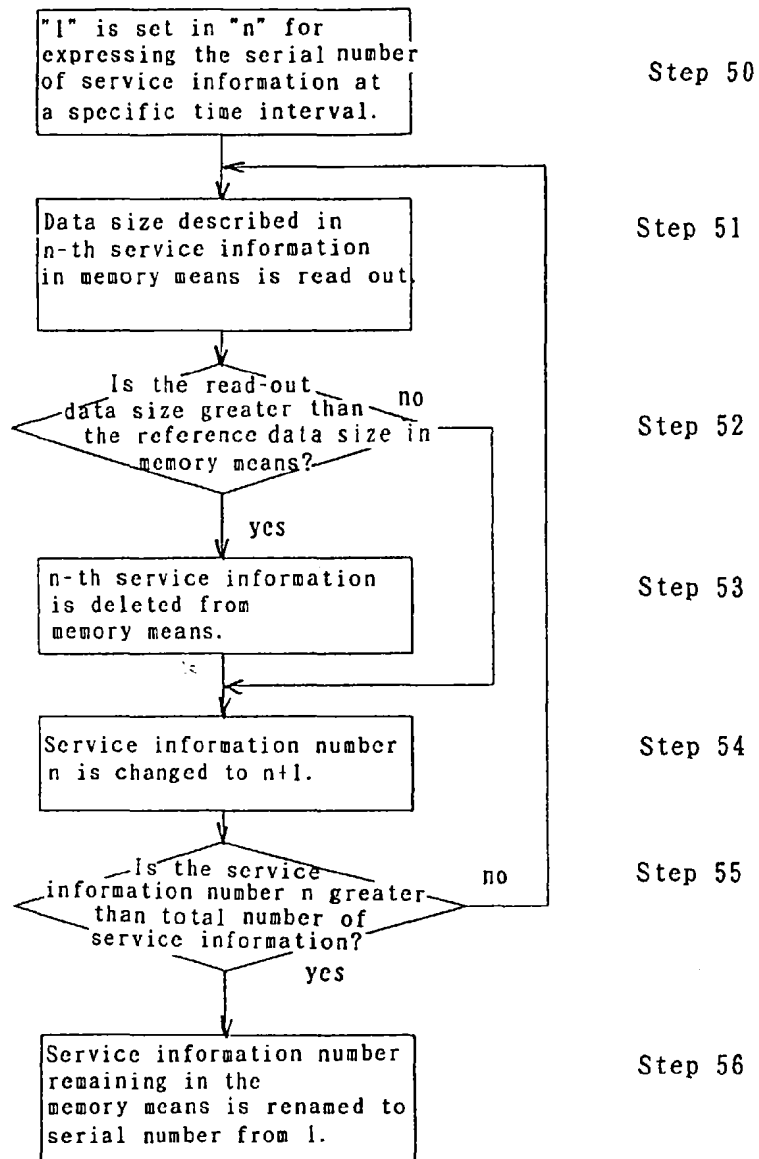 "1" is set in "n" for
expressing the serial number
of service information at
a specific time interval.
Step 50
Data size described in
n-th service information
in memory means is read out.
Step 51
Is the read-out
data size greater than
the reference data size in
memory means?
no
Step 52
yes
n-th service information
is deleted from
memory means.
Step 53
Service information number
n is changed to n+1.
Step 54
Is the service
information number n greater
than total number of
service information?
no
Step 55
yes
Service information number
remaining in the
memory means is renamed to
serial number from 1.
Step 56